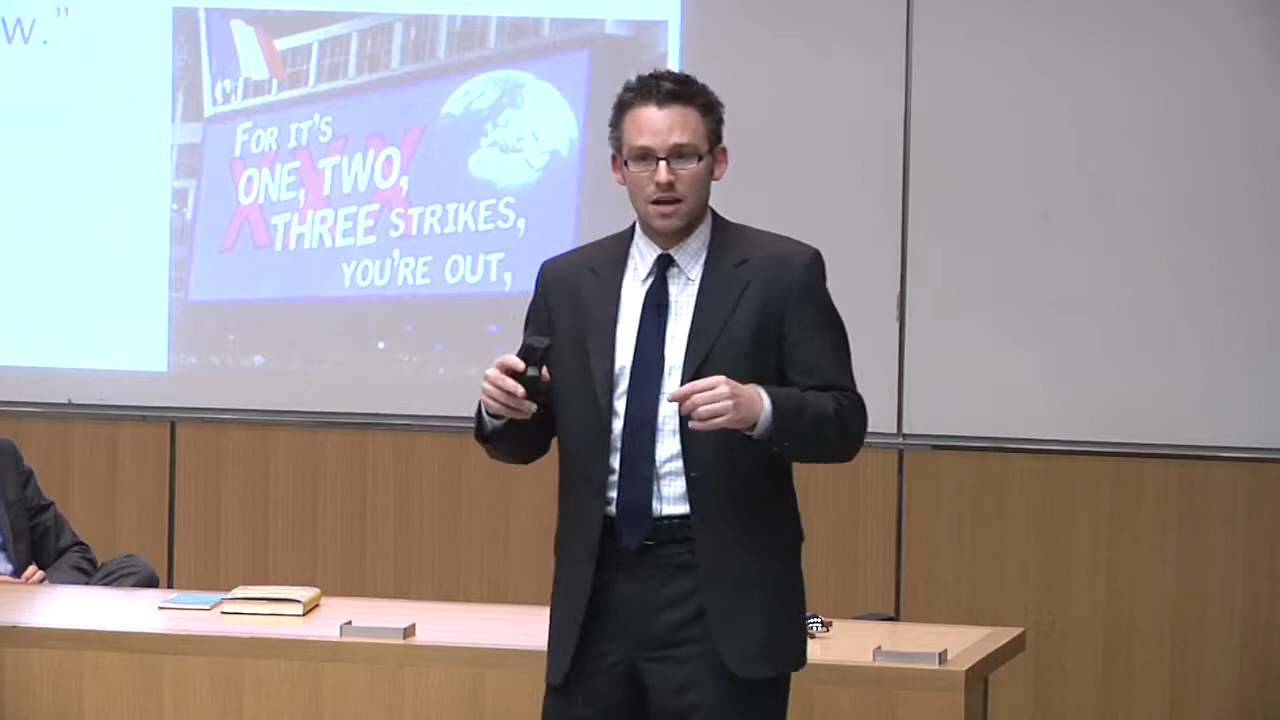 w.”
FOR IT'S
ONE, TWO,
THREE STRIKES,
YOU'RE OUT,